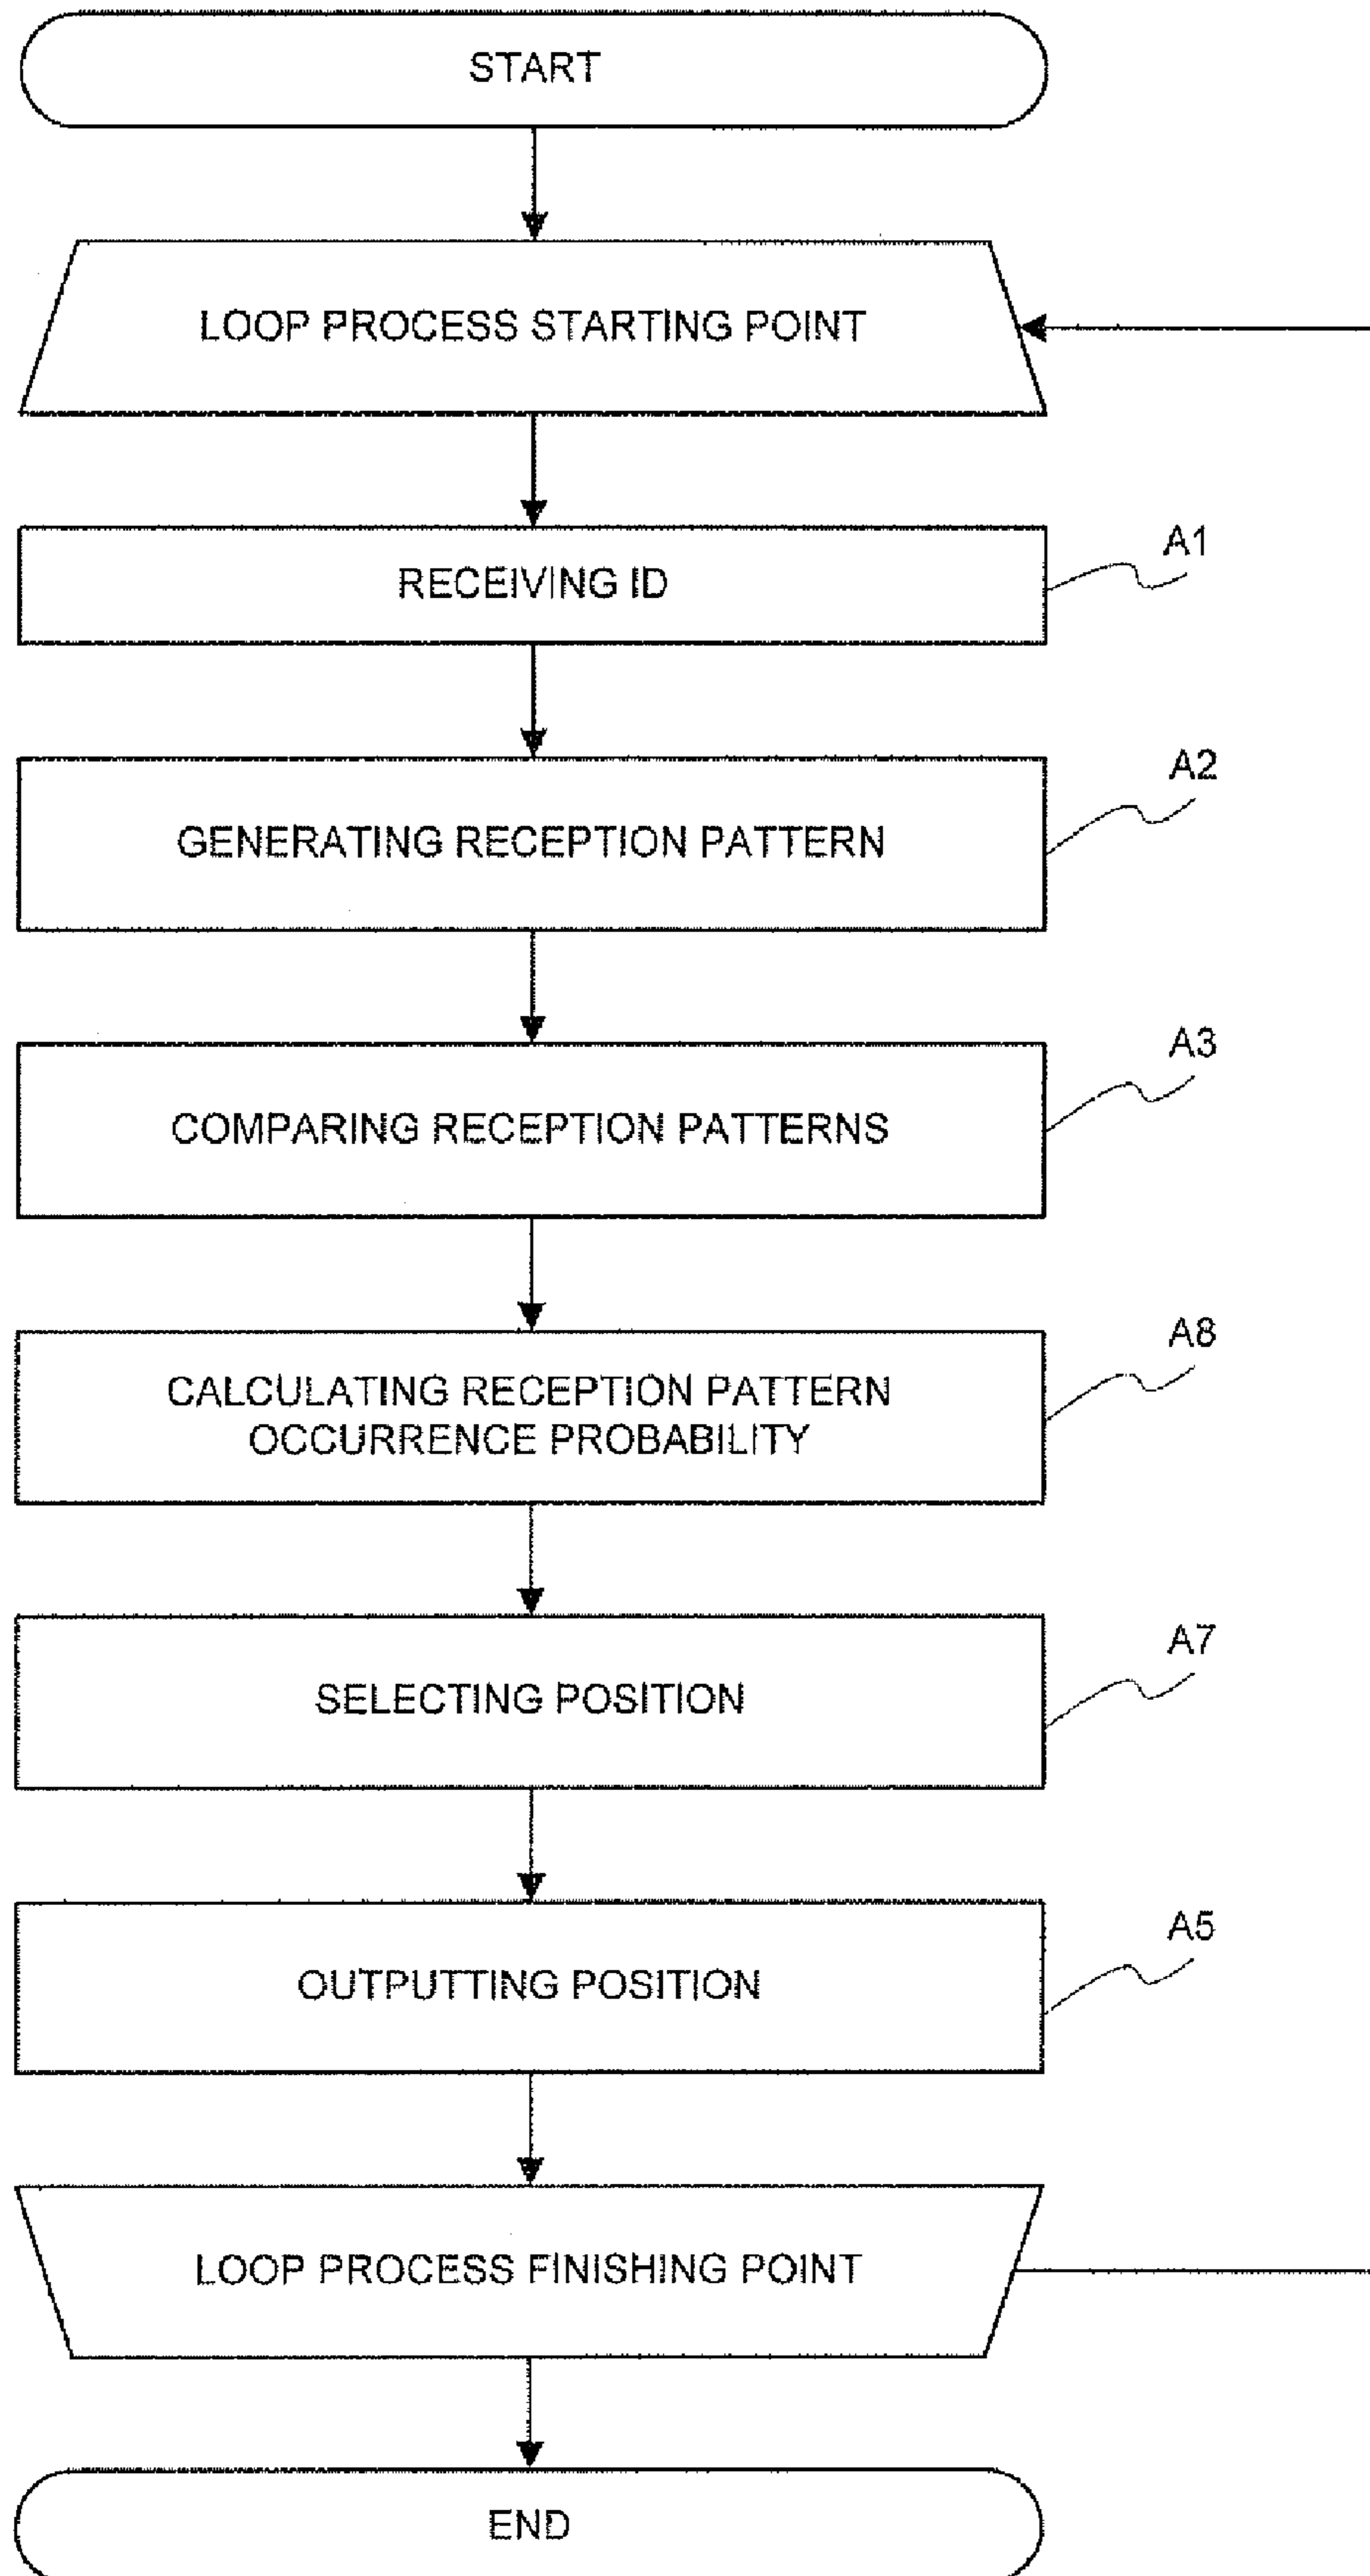 START
LOOP PROCESS STARTING POINT
RECEIVING ID
A1
GENERATING RECEPTION PATTERN
A2
COMPARING RECEPTION PATTERNS
A3
CALCULATING RECEPTION PATTERN
OCCURRENCE PROBABILITY
A8
SELECTING POSITION
A7
OUTPUTTING POSITION
A5
LOOP PROCESS FINISHING POINT
END